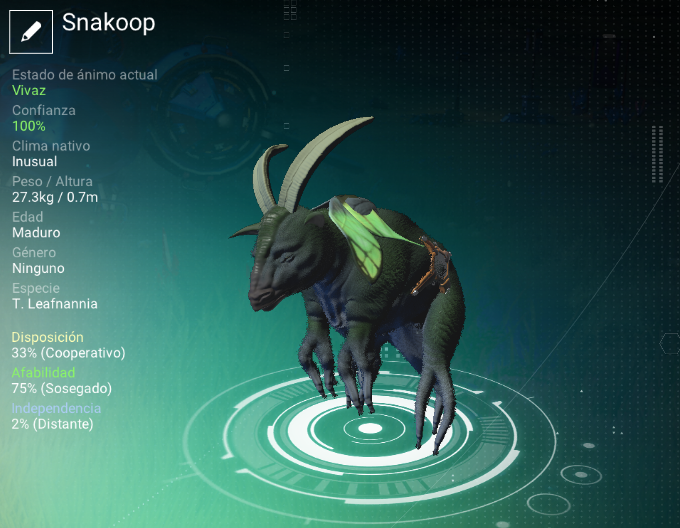 Snakoop
Estado de ánimo actual
Vivaz
Confianza
100%
Clima nativo
Inusual
Peso / Altura
27.3kg / 0.7m
Edad
Maduro
Género
Ninguno
Especie
T. Leafnannia
Disposición
33% (Cooperativo)
Afabilidad
75% (Sosegado)
Independencia
2% (Distante)